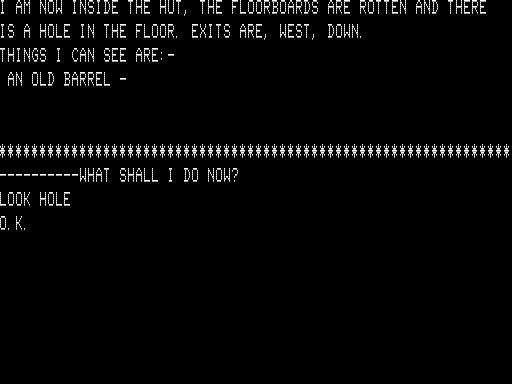 I AM NOW INSIDE THE HUT, THE FLOORBOARDS ARE ROTTEN AND THERE
IS A HOLE IN THE FLOOR. EXITS ARE, WEST, DOWN.
THINGS I CAN SEE ARE:-
AN OLD BARREL -
****************************************************************
----------WHAT SHALL I DO NOW?
LOOK HOLE
O.K.